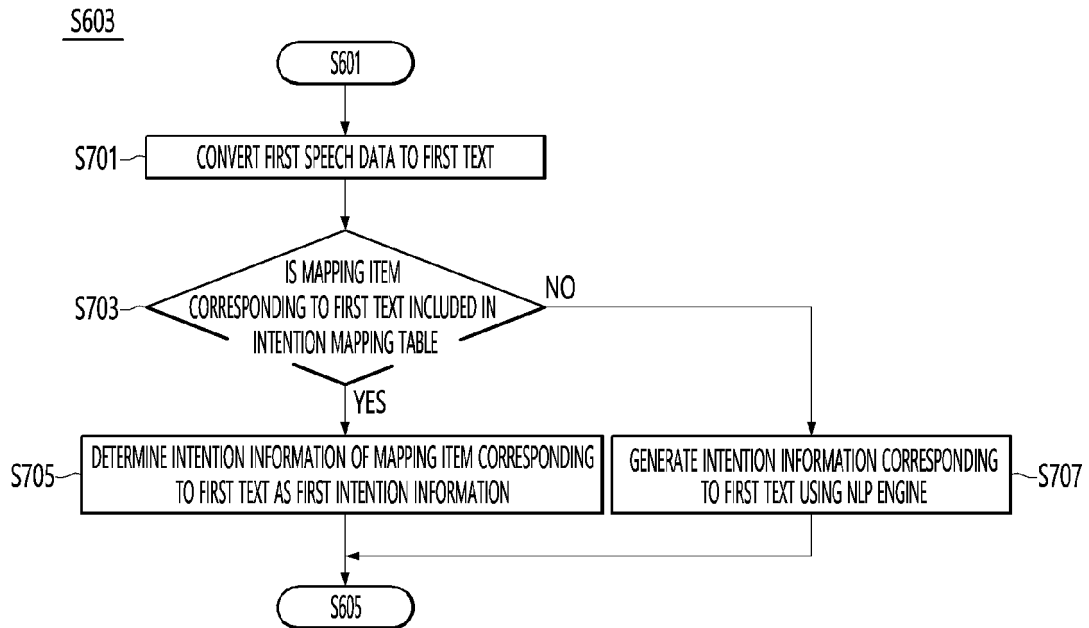 S603
S601
S701
CONVERT FIRST SPEECH DATA TO FIRST TEXT
S703
IS MAPPING ITEM
CORRESPONDING TO FIRST TEXT INCLUDED IN
INTENTION MAPPING TABLE
NO
YES
S705
DETERMINE INTENTION INFORMATION OF MAPPING ITEM CORRESPONDING
TO FIRST TEXT AS FIRST INTENTION INFORMATION
GENERATE INTENTION INFORMATION CORRESPONDING
TO FIRST TEXT USING NLP ENGINE
S707
S605